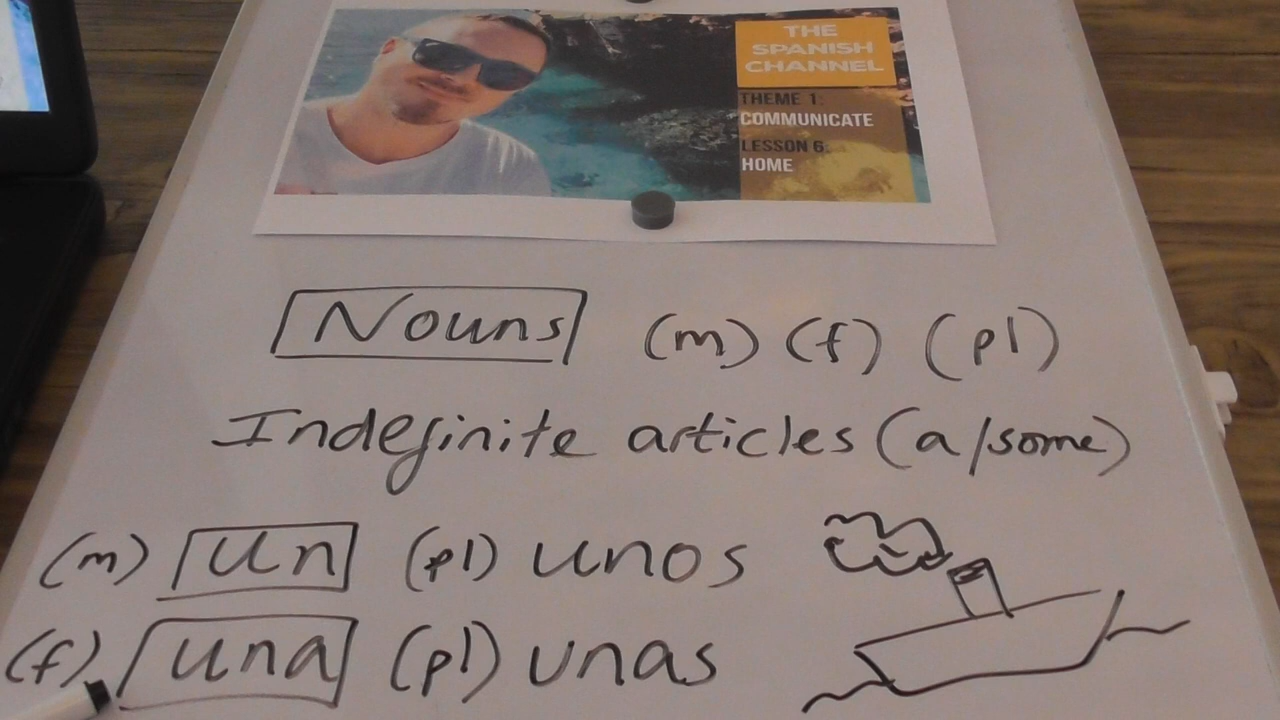 THE
SPANISH
CHANNEL
THEME 1:
COMMUNICATE
LESSON 6:
HOME
Nouns (m) (f) (pl)
Indefinite articles (a/some)
(m) un (pl) unos
(f) una (pl) unas